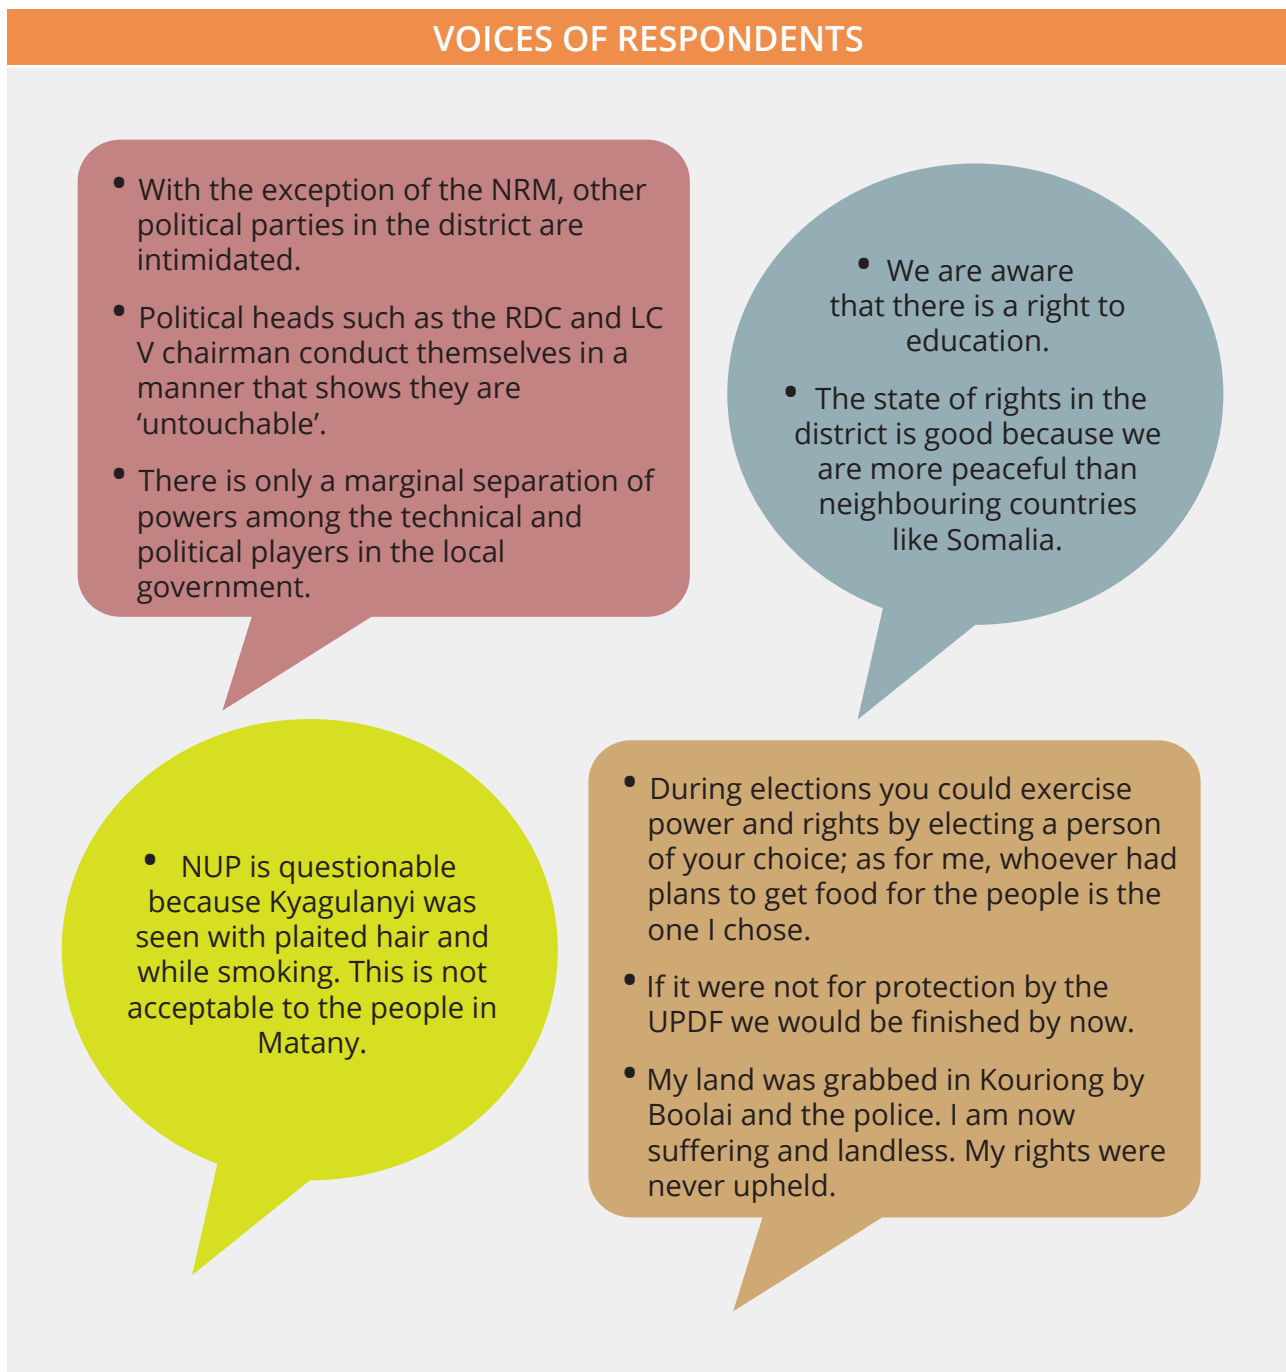 VOICES OF RESPONDENTS
• With the exception of the NRM, other
political parties in the district are
intimidated.
• Political heads such as the RDC and LC
V chairman conduct themselves in a
manner that shows they are
‘untouchable’.
• There is only a marginal separation of
powers among the technical and
political players in the local
government.
• We are aware
that there is a right to
education.
• The state of rights in the
district is good because we
are more peaceful than
neighbouring countries
like Somalia.
• NUP is questionable
because Kyagulanyi was
seen with plaited hair and
while smoking. This is not
acceptable to the people in
Matany.
• During elections you could exercise
power and rights by electing a person
of your choice; as for me, whoever had
plans to get food for the people is the
one I chose.
• If it were not for protection by the
UPDF we would be finished by now.
• My land was grabbed in Kouriong by
Boolai and the police. I am now
suffering and landless. My rights were
never upheld.